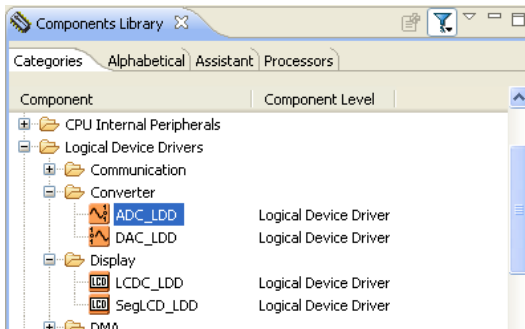 Components Library
Categories Alphabetical Assistant Processors
Component Component Level
CPU Internal Peripherals
Logical Device Drivers
Communication
Converter
ADC_LDD Logical Device Driver
DAC_LDD Logical Device Driver
Display
LCD LCDC_LDD Logical Device Driver
LCD SegLCD_LDD Logical Device Driver
DMA